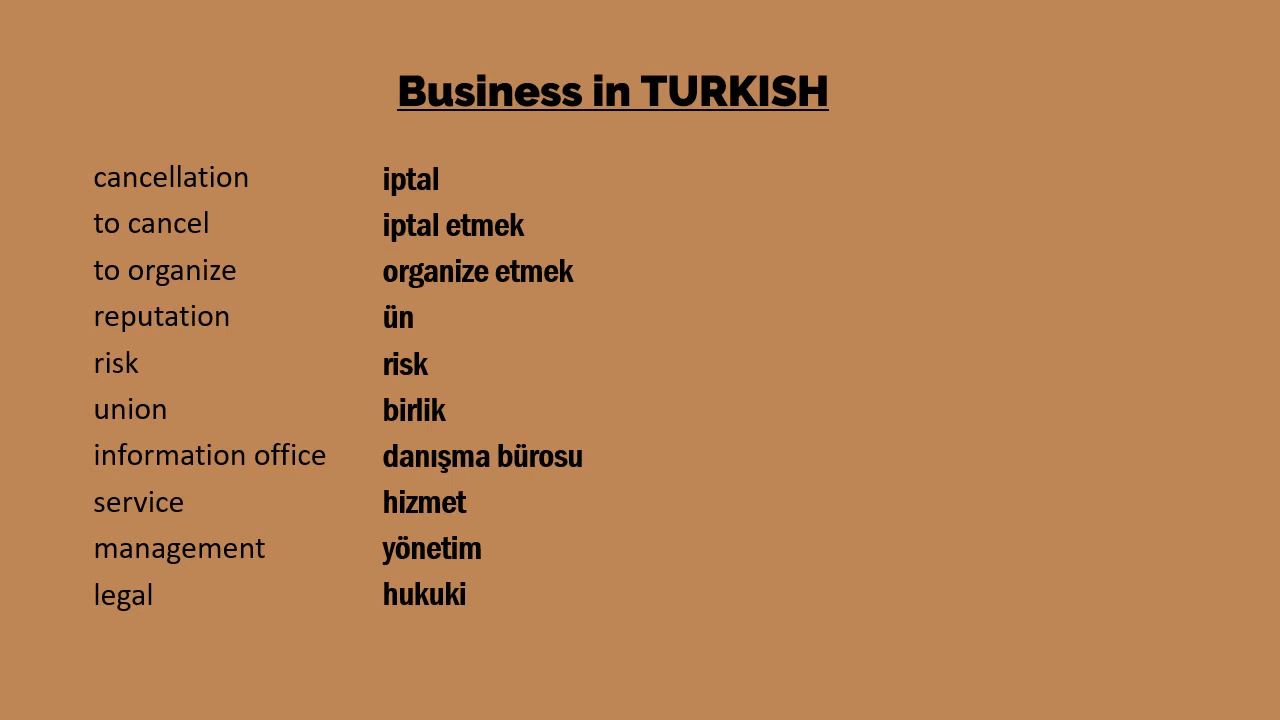 Business in TURKISH
cancellation iptal
to cancel iptal etmek
to organize organize etmek
reputation ün
risk risk
union birlik
information office danışma bürosu
service hizmet
management yönetim
legal hukuki